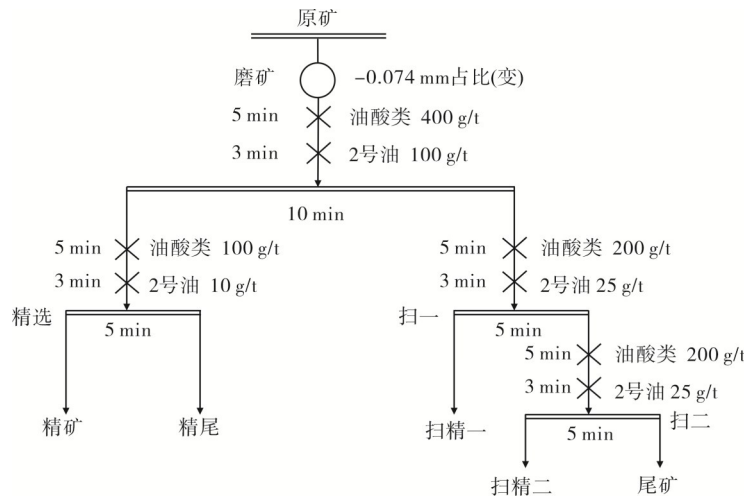 原矿
磨矿 -0.074 mm占比(变)
5 min 油酸类 400 g/t
3 min 2号油 100 g/t
10 min
5 min 油酸类 100 g/t
3 min 2号油 10 g/t
精选
5 min
精矿
精尾
5 min 油酸类 200 g/t
3 min 2号油 25 g/t
扫一
5 min
5 min 油酸类 200 g/t
3 min 2号油 25 g/t
扫精一
扫二
5 min
扫精二
尾矿